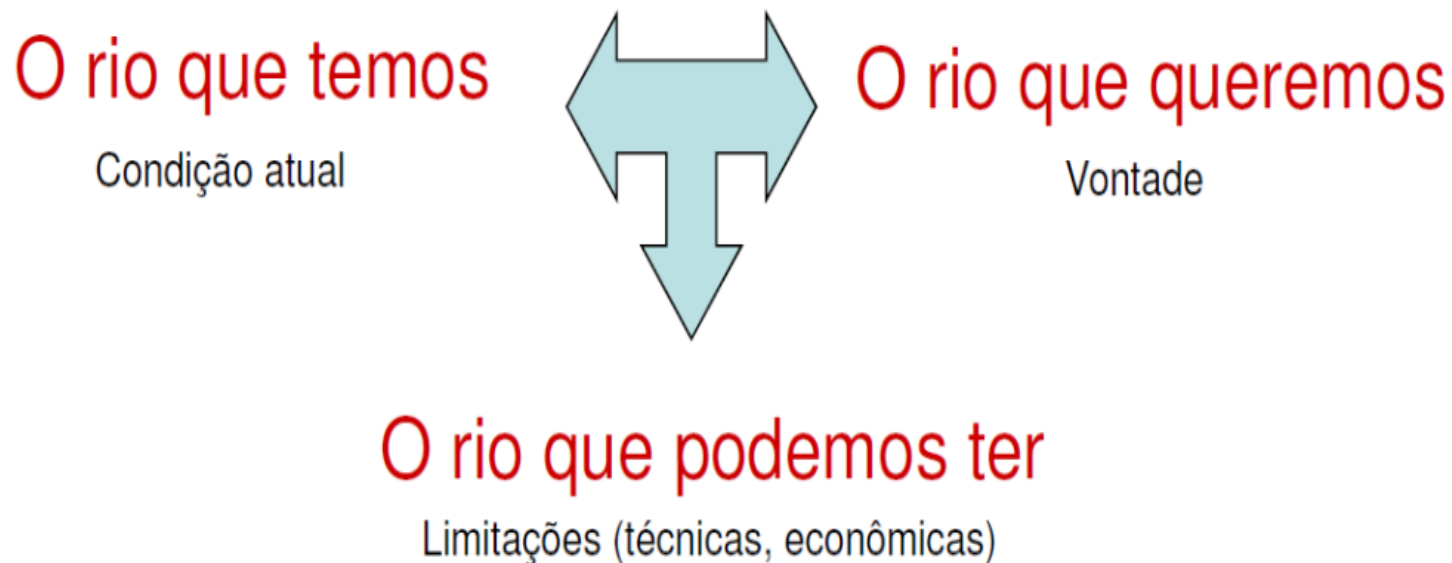 O rio que temos
Condição atual
O rio que queremos
Vontade
O rio que podemos ter
Limitações (técnicas, econômicas)